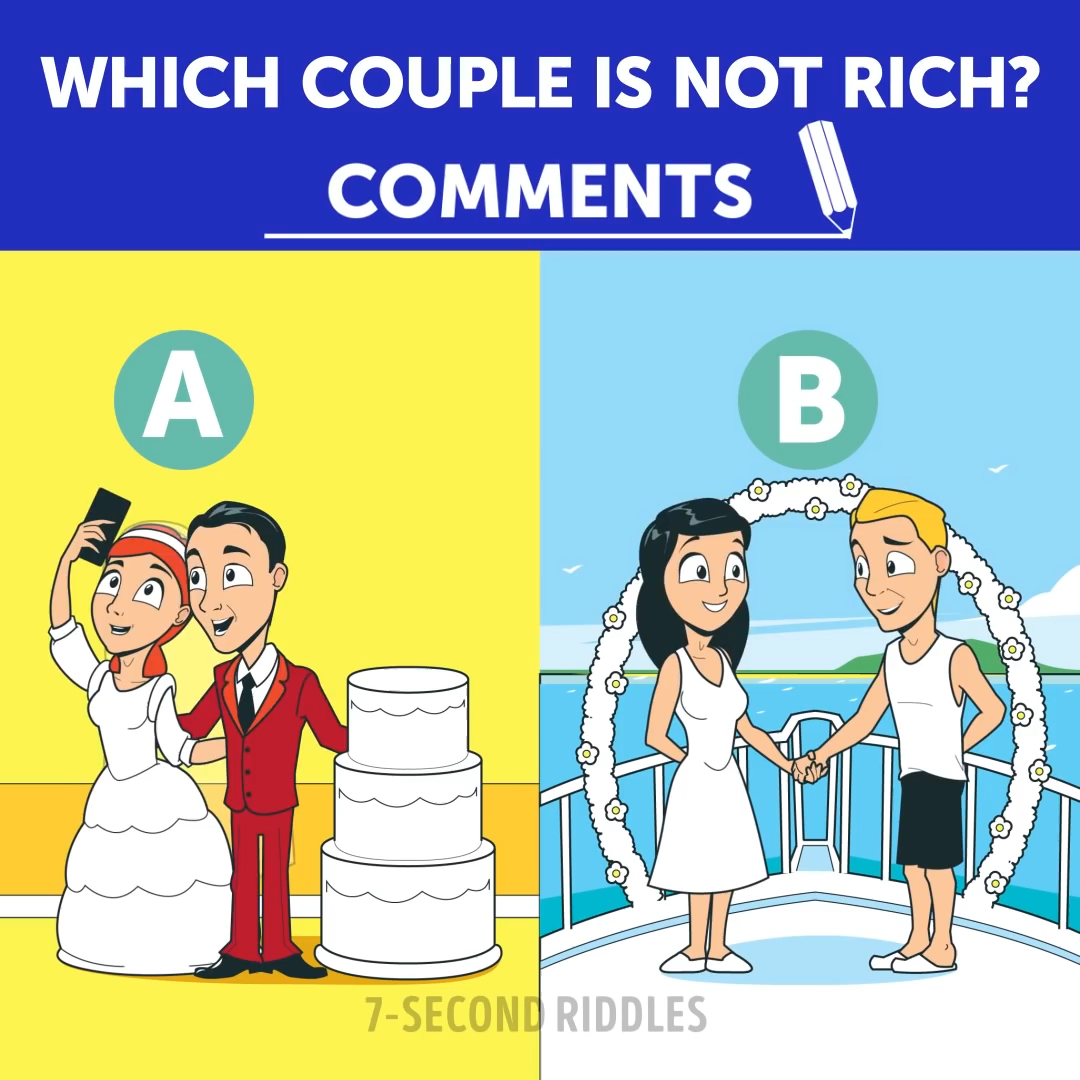 WHICH COUPLE IS NOT RICH?
COMMENTS
A
B
7-SECOND RIDDLES